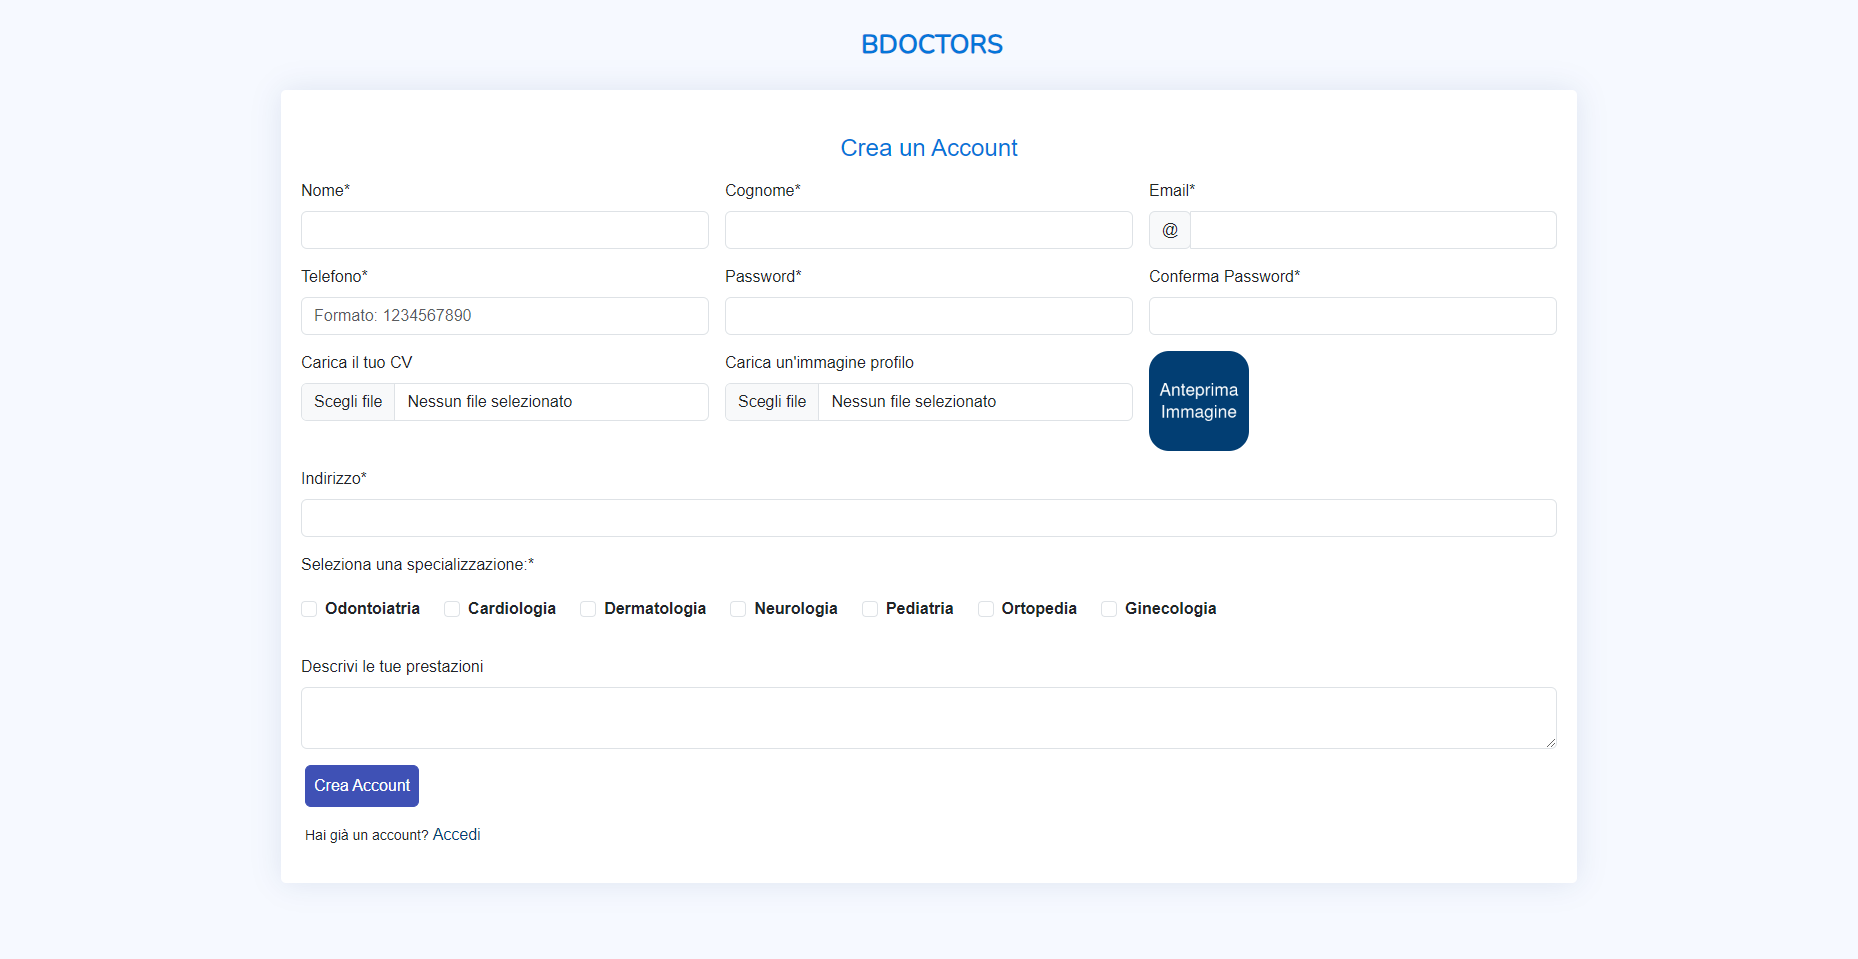 BDOCTORS
Crea un Account
Nome*
Cognome*
Email*
@
Telefono*
Password*
Conferma Password*
Formato: 1234567890
Carica il tuo CV
Carica un'immagine profilo
Scegli file Nessun file selezionato
Scegli file Nessun file selezionato
Anteprima
Immagine
Indirizzo*
Seleziona una specializzazione:*
Odontoiatria Cardiologia Dermatologia Neurologia Pediatria Ortopedia Ginecologia
Descrivi le tue prestazioni
Crea Account
Hai già un account? Accedi